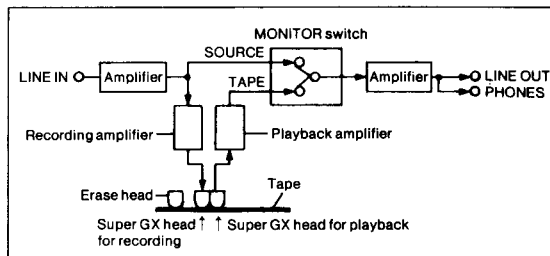 MONITOR switch
SOURCE
LINE IN
Amplifier
TAPE
Amplifier
LINE OUT
PHONES
Recording amplifier
Playback amplifier
Erase head
Tape
Super GX head ↑ ↑ Super GX head for playback
for recording